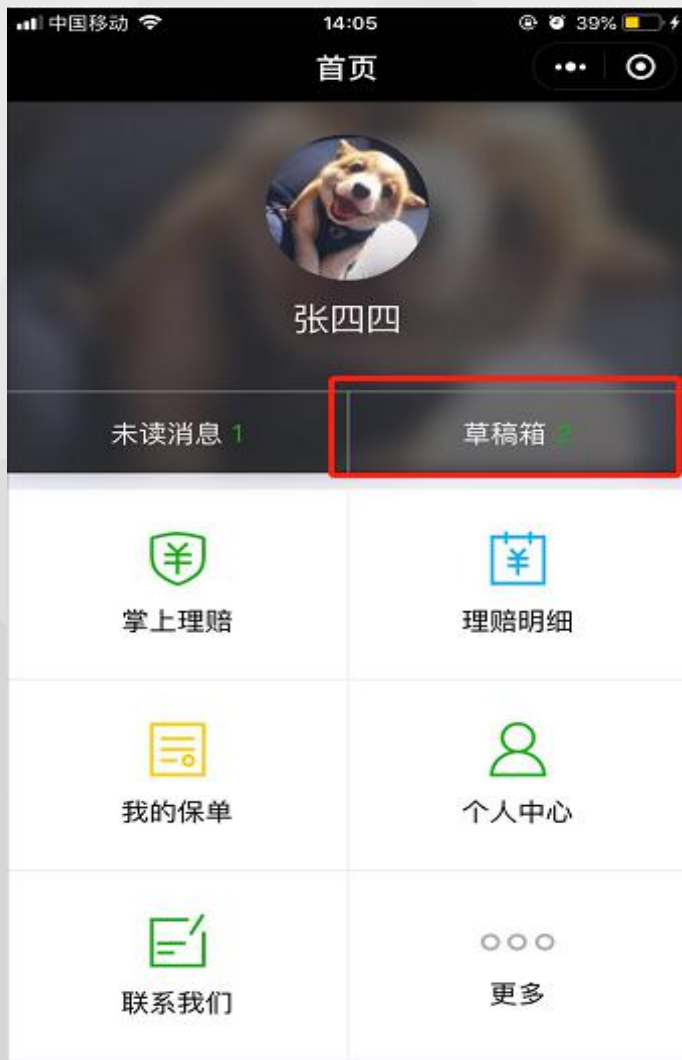 中国移动 14:05 39%
首页
张四四
未读消息 1 草稿箱 2
掌上理赔 理赔明细
我的保单 个人中心
联系我们 更多